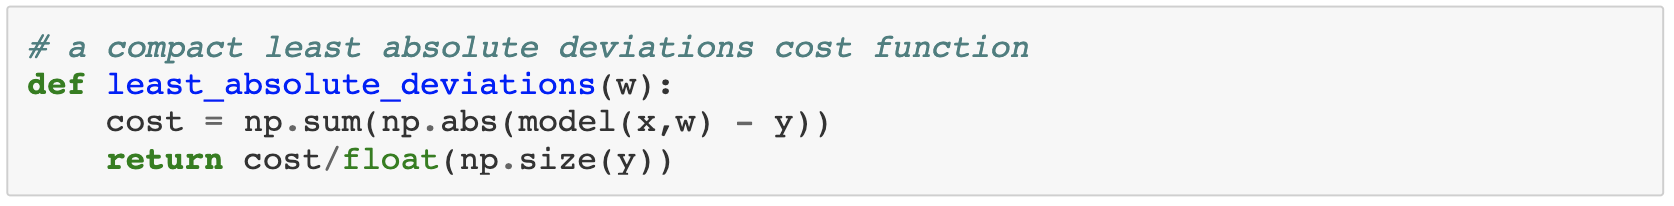 # a compact least absolute deviations cost function
def least_absolute_deviations(w):
    cost = np.sum(np.abs(model(x,w) - y))
    return cost/float(np.size(y))